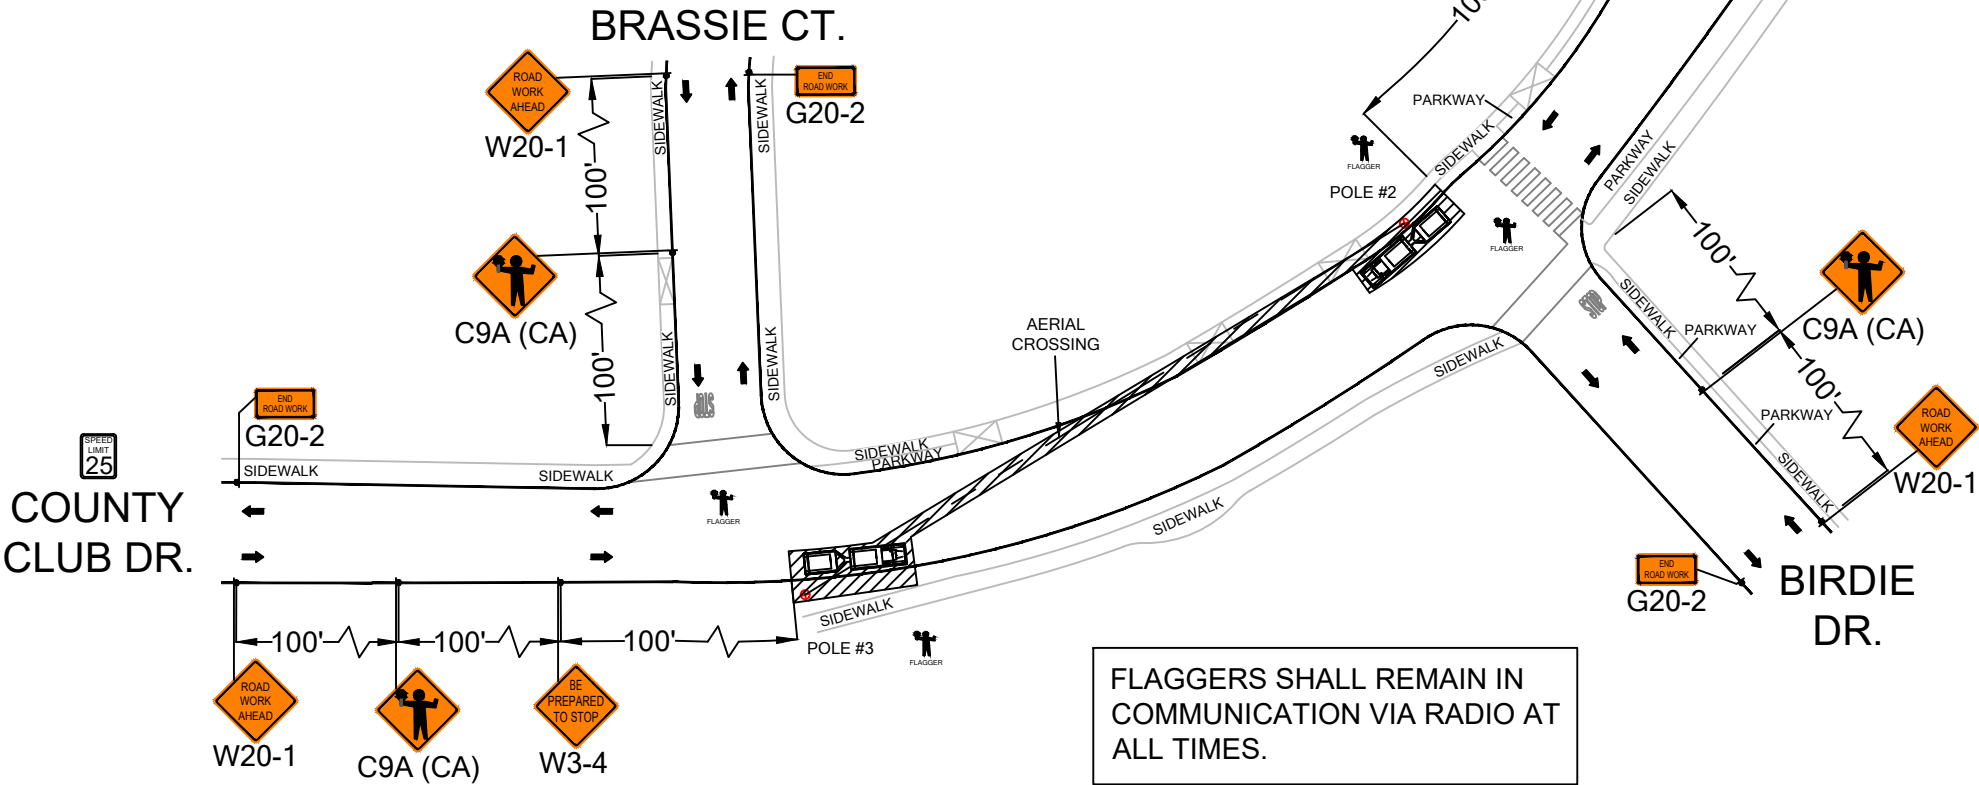 BRASSIE CT.
ROAD
WORK
AHEAD
W20-1
END
ROAD WORK
G20-2
SIDEWALK
SIDEWALK
100'
C9A (CA)
100'
SIDEWALK
SIDEWALK
STOP
END
ROAD WORK
G20-2
SPEED
LIMIT
25
COUNTY
CLUB DR.
SIDEWALK
SIDEWALK
SIDEWALK
PARKWAY
FLAGGER
AERIAL
CROSSING
PARKWAY
SIDEWALK
FLAGGER
POLE #2
FLAGGER
PARKWAY
SIDEWALK
100'
C9A (CA)
STOP
SIDEWALK
PARKWAY
100'
PARKWAY
ROAD
WORK
AHEAD
W20-1
SIDEWALK
SIDEWALK
SIDEWALK
END
ROAD WORK
G20-2
BIRDIE
DR.
SIDEWALK
POLE #3
FLAGGER
100'
100'
100'
ROAD
WORK
AHEAD
W20-1
C9A (CA)
BE
PREPARED
TO STOP
W3-4
FLAGGERS SHALL REMAIN IN
COMMUNICATION VIA RADIO AT
ALL TIMES.